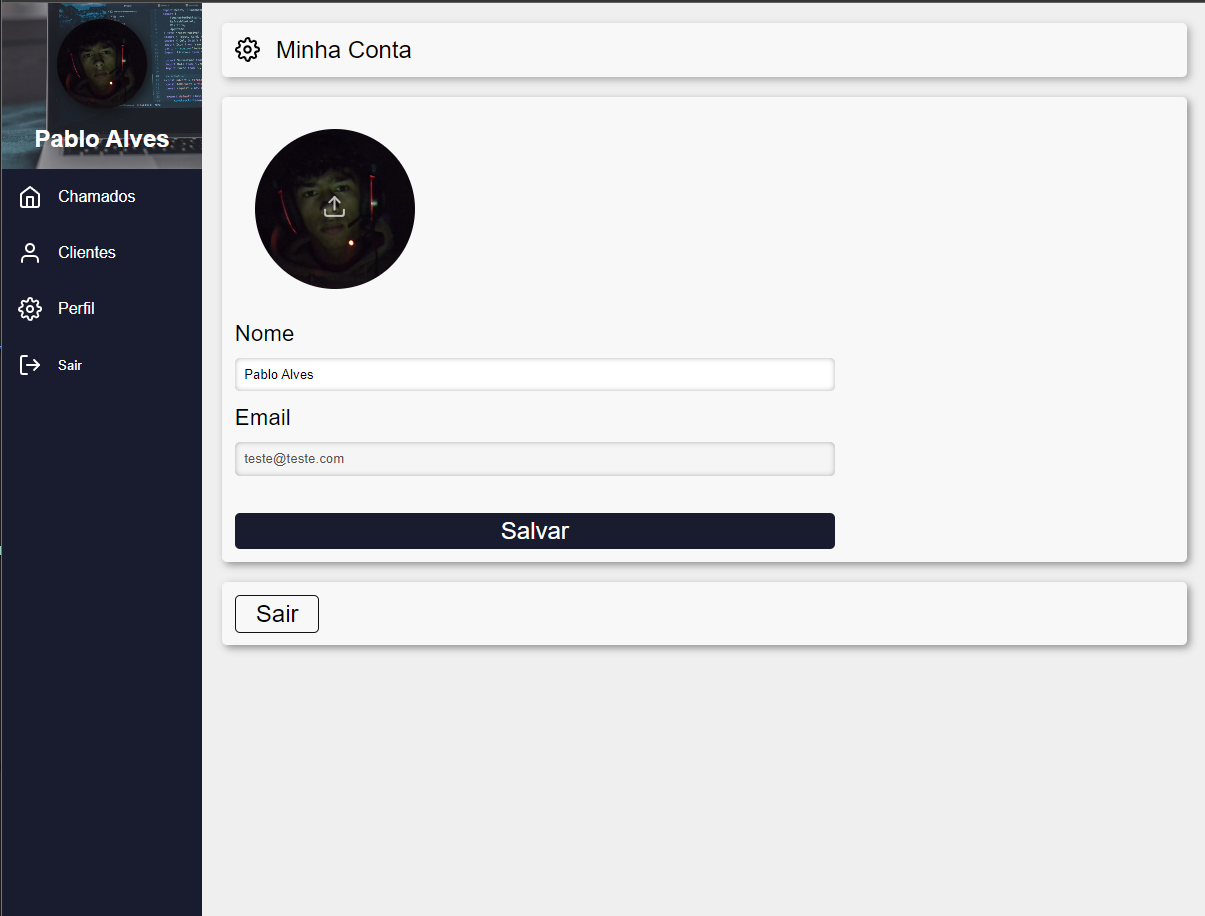 Pablo Alves
Chamados
Clientes
Perfil
Sair
Minha Conta
Nome
Pablo Alves
Email
teste@teste.com
Salvar
Sair